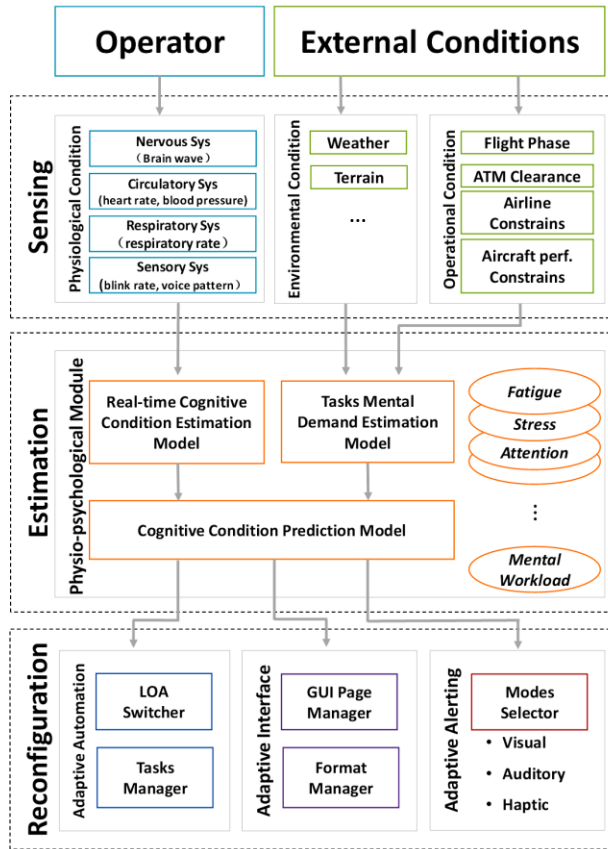 Operator
External Conditions
Sensing
Physiological Condition
Nervous Sys
（Brain wave）
Circulatory Sys
(heart rate, blood pressure)
Respiratory Sys
（respiratory rate）
Sensory Sys
(blink rate, voice pattern）
Environmental Condition
Weather
Terrain
...
Operational Condition
Flight Phase
ATM Clearance
Airline
Constrains
Aircraft perf.
Constrains
Estimation
Physio-psychological Module
Real-time Cognitive
Condition Estimation
Model
Tasks Mental
Demand Estimation
Model
Cognitive Condition Prediction Model
Fatigue
Stress
Attention
...
Mental
Workload
Reconfiguration
Adaptive Automation
LOA
Switcher
Tasks
Manager
Adaptive Interface
GUI Page
Manager
Format
Manager
Adaptive Alerting
Modes
Selector
• Visual
• Auditory
• Haptic